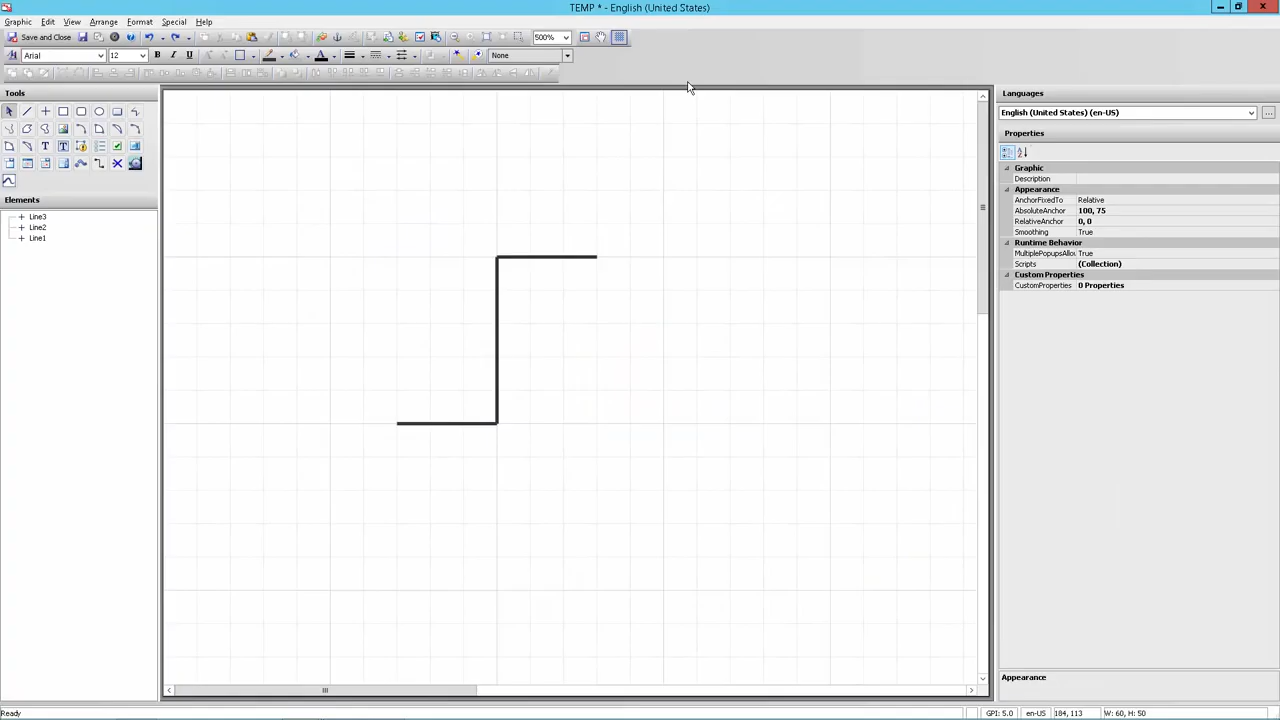 TEMP * - English (United States)
Graphic Edit View Arrange Format Special Help
Save and Close 500%
Arial 12 B I U A None
Tools
Languages
English (United States) (en-US)
Properties
Elements
Line3
Line2
Line1
Graphic
Description
Appearance
AnchorFixedTo Relative
AbsoluteAnchor 100, 75
RelativeAnchor 0, 0
Smoothing True
Runtime Behavior
MultiplePopupsAllo True
Scripts (Collection)
Custom Properties
CustomProperties 0 Properties
Appearance
Ready GPI: 5.0 en-US 184, 113 W: 60, H: 50